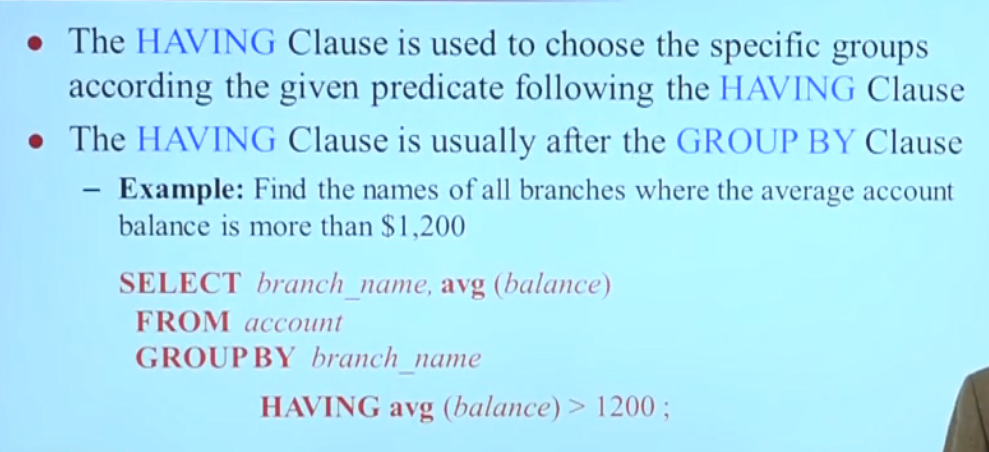 • The HAVING Clause is used to choose the specific groups
according the given predicate following the HAVING Clause
• The HAVING Clause is usually after the GROUP BY Clause
– Example: Find the names of all branches where the average account
balance is more than $1,200
SELECT branch_name, avg (balance)
FROM account
GROUP BY branch_name
HAVING avg (balance) > 1200 ;